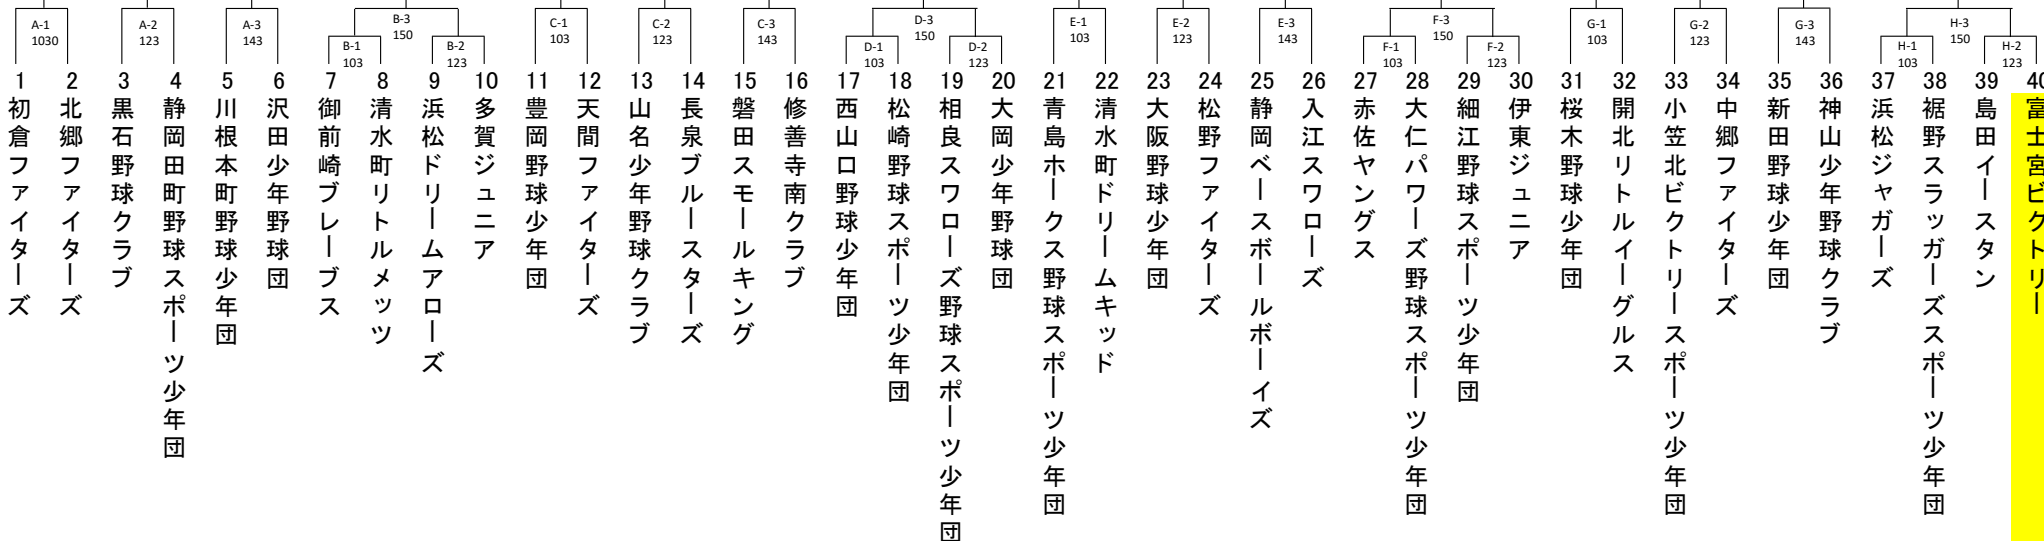 A-1
1030
A-2
123
A-3
143
B-3
150
B-1
103
B-2
123
C-1
103
C-2
123
C-3
143
D-3
150
D-1
103
D-2
123
E-1
103
E-2
123
E-3
143
F-3
150
F-1
103
F-2
123
G-1
103
G-2
123
G-3
143
H-3
150
H-1
103
H-2
123
1 初倉ファイターズ
2 北郷ファイターズ
3 黒石野球クラブ
4 静岡田町野球スポーツ少年団
5 川根本町野球少年団
6 沢田少年野球団
7 御前崎ブレーブス
8 清水町リトルメッツ
9 浜松ドリームアローズ
10 多賀ジュニア
11 豊岡野球少年団
12 天間ファイターズ
13 山名少年野球クラブ
14 長泉ブルースターズ
15 磐田スモールキング
16 修善寺南クラブ
17 西山口野球少年団
18 松崎野球スポーツ少年団
19 相良スワローズ野球スポーツ少年団
20 大岡少年野球団
21 青島ホークス野球スポーツ少年団
22 清水町ドリームキッド
23 大阪野球少年団
24 松野ファイターズ
25 静岡ベースボールボーイズ
26 入江スワローズ
27 赤佐ヤングス
28 大仁パワーズ野球スポーツ少年団
29 細江野球スポーツ少年団
30 伊東ジュニア
31 桜木野球少年団
32 開北リトルイーグルス
33 小笠北ビクトリースポーツ少年団
34 中郷ファイターズ
35 新田野球少年団
36 神山少年野球クラブ
37 浜松ジャガーズ
38 裾野スラッガーズスポーツ少年団
39 島田イースタン
40 富士宮ビクトリー